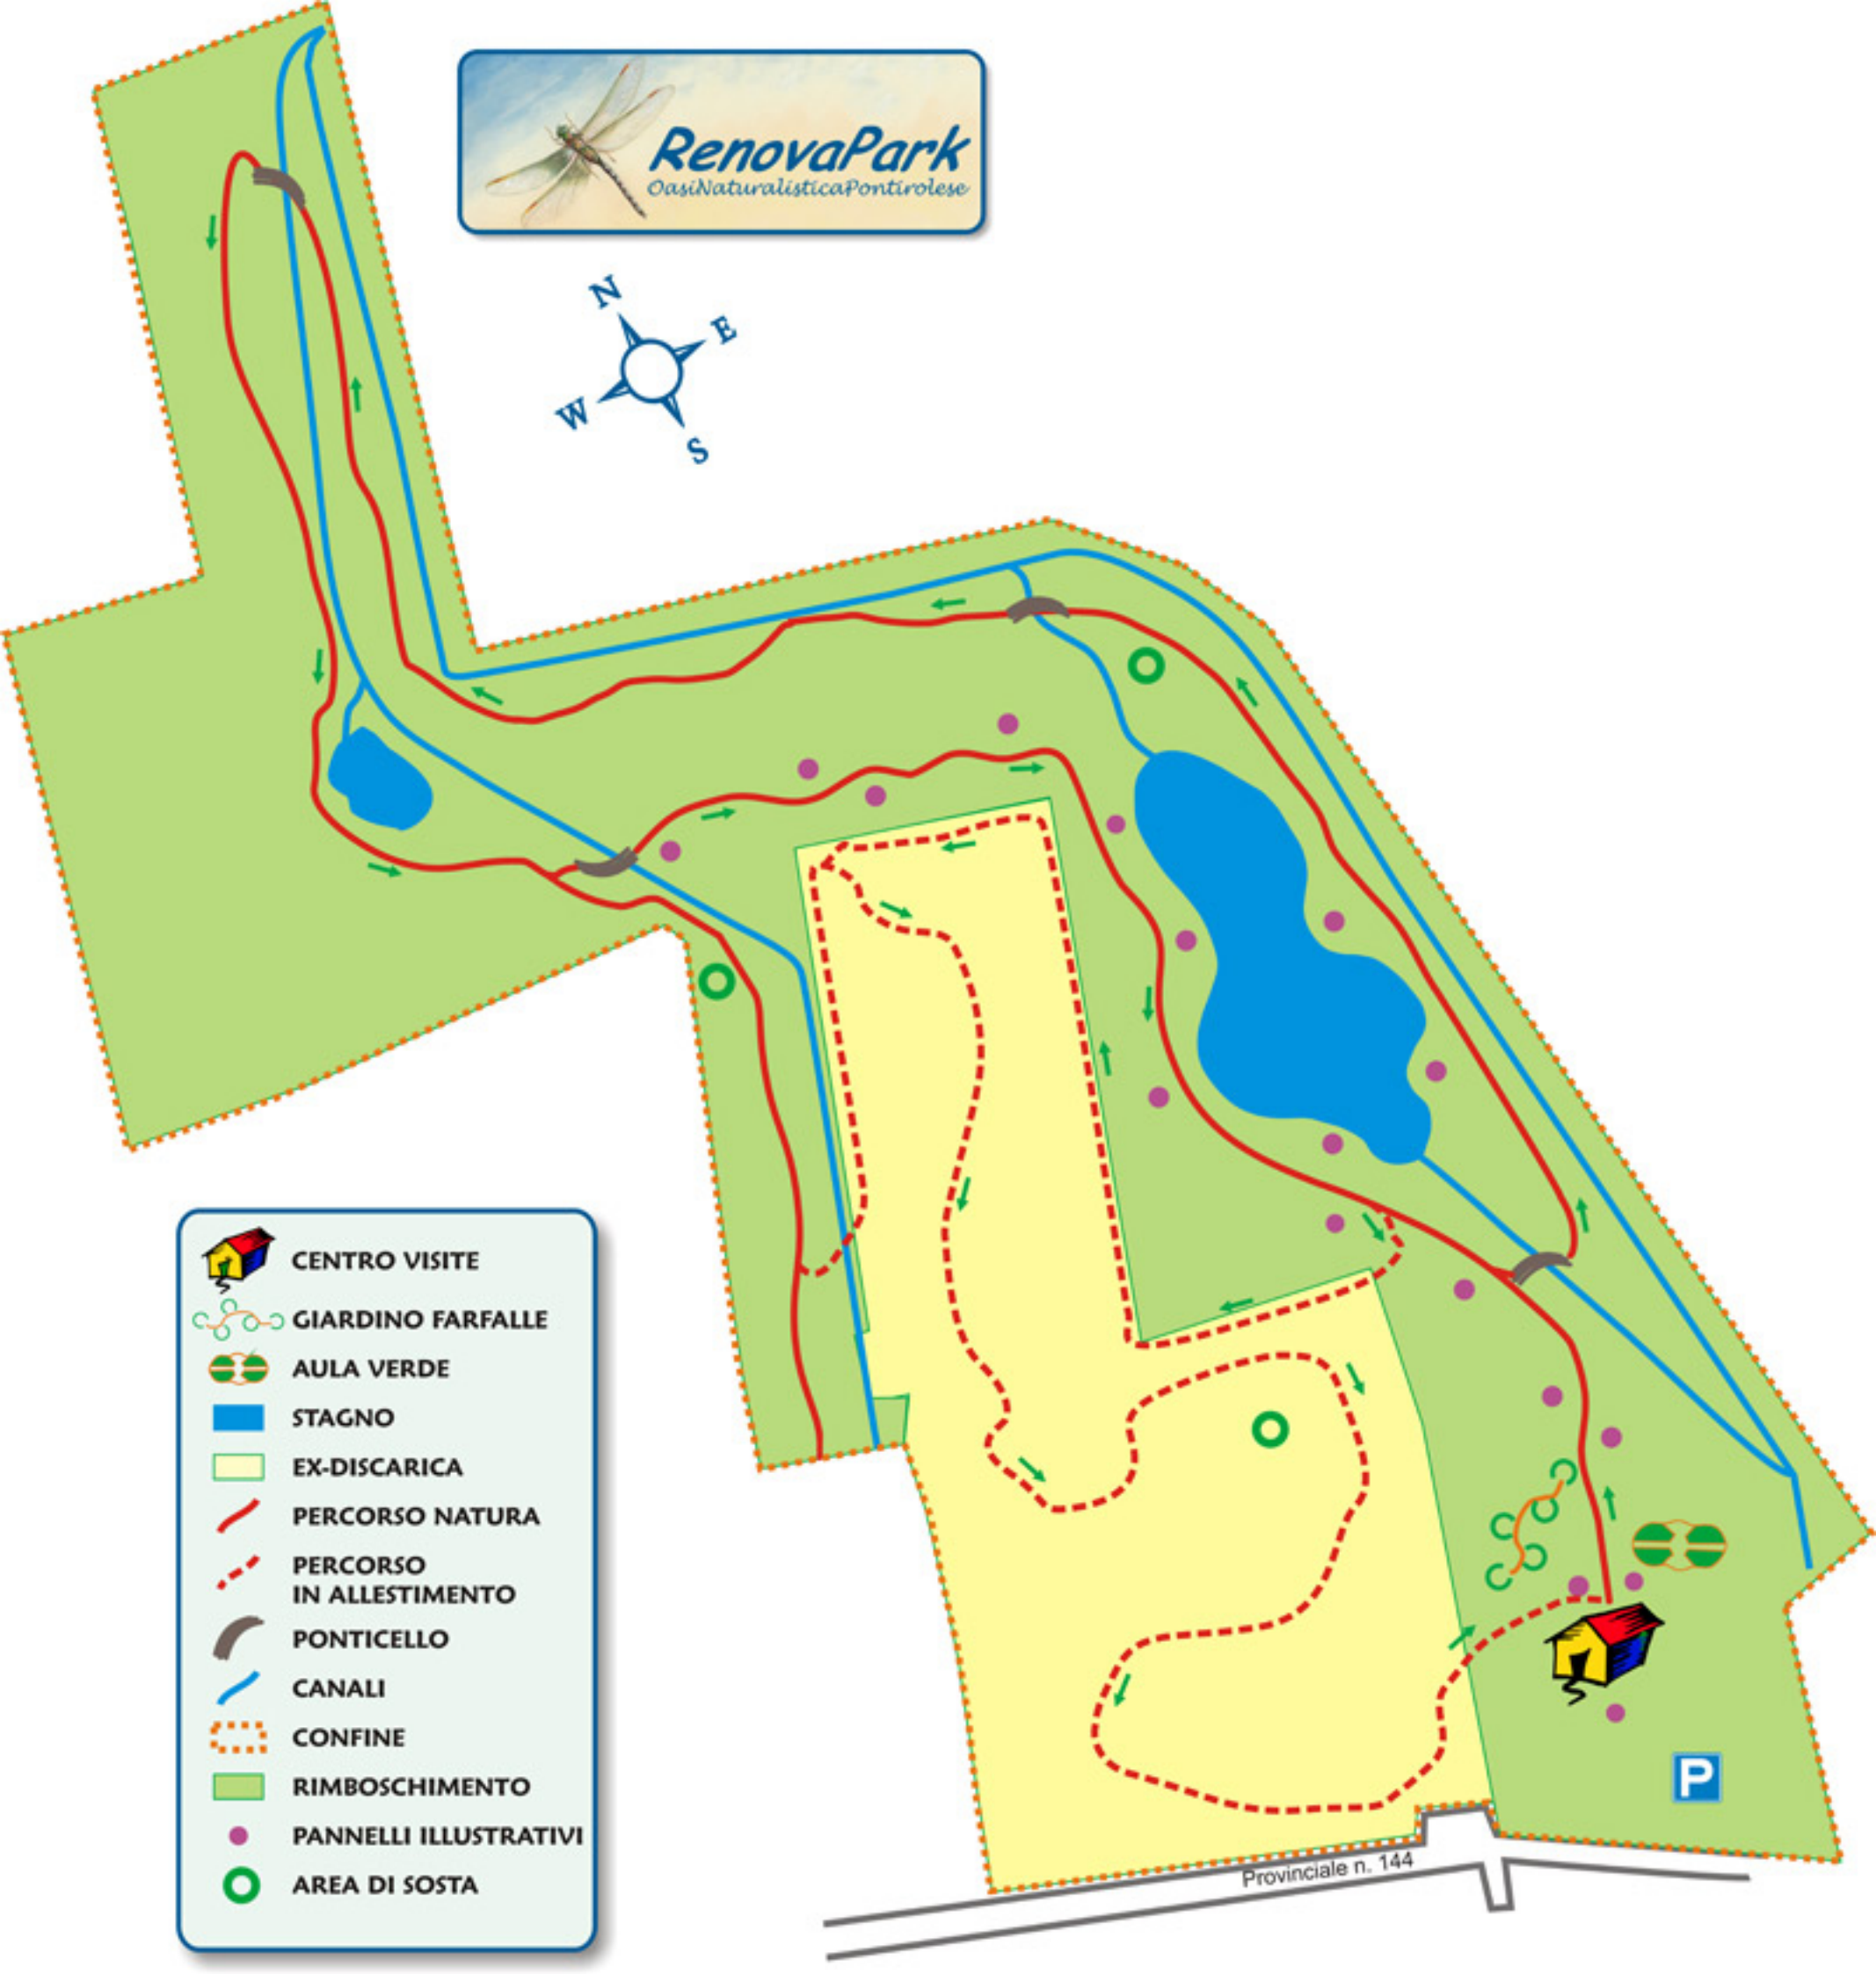 RenovaPark
OasiNaturalisticaPontirolese
N
E
W
S
CENTRO VISITE
GIARDINO FARFALLE
AULA VERDE
STAGNO
EX-DISCARICA
PERCORSO NATURA
PERCORSO
IN ALLESTIMENTO
PONTICELLO
CANALI
CONFINE
RIMBOSCHIMENTO
PANNELLI ILLUSTRATIVI
AREA DI SOSTA
P
Provinciale n. 144